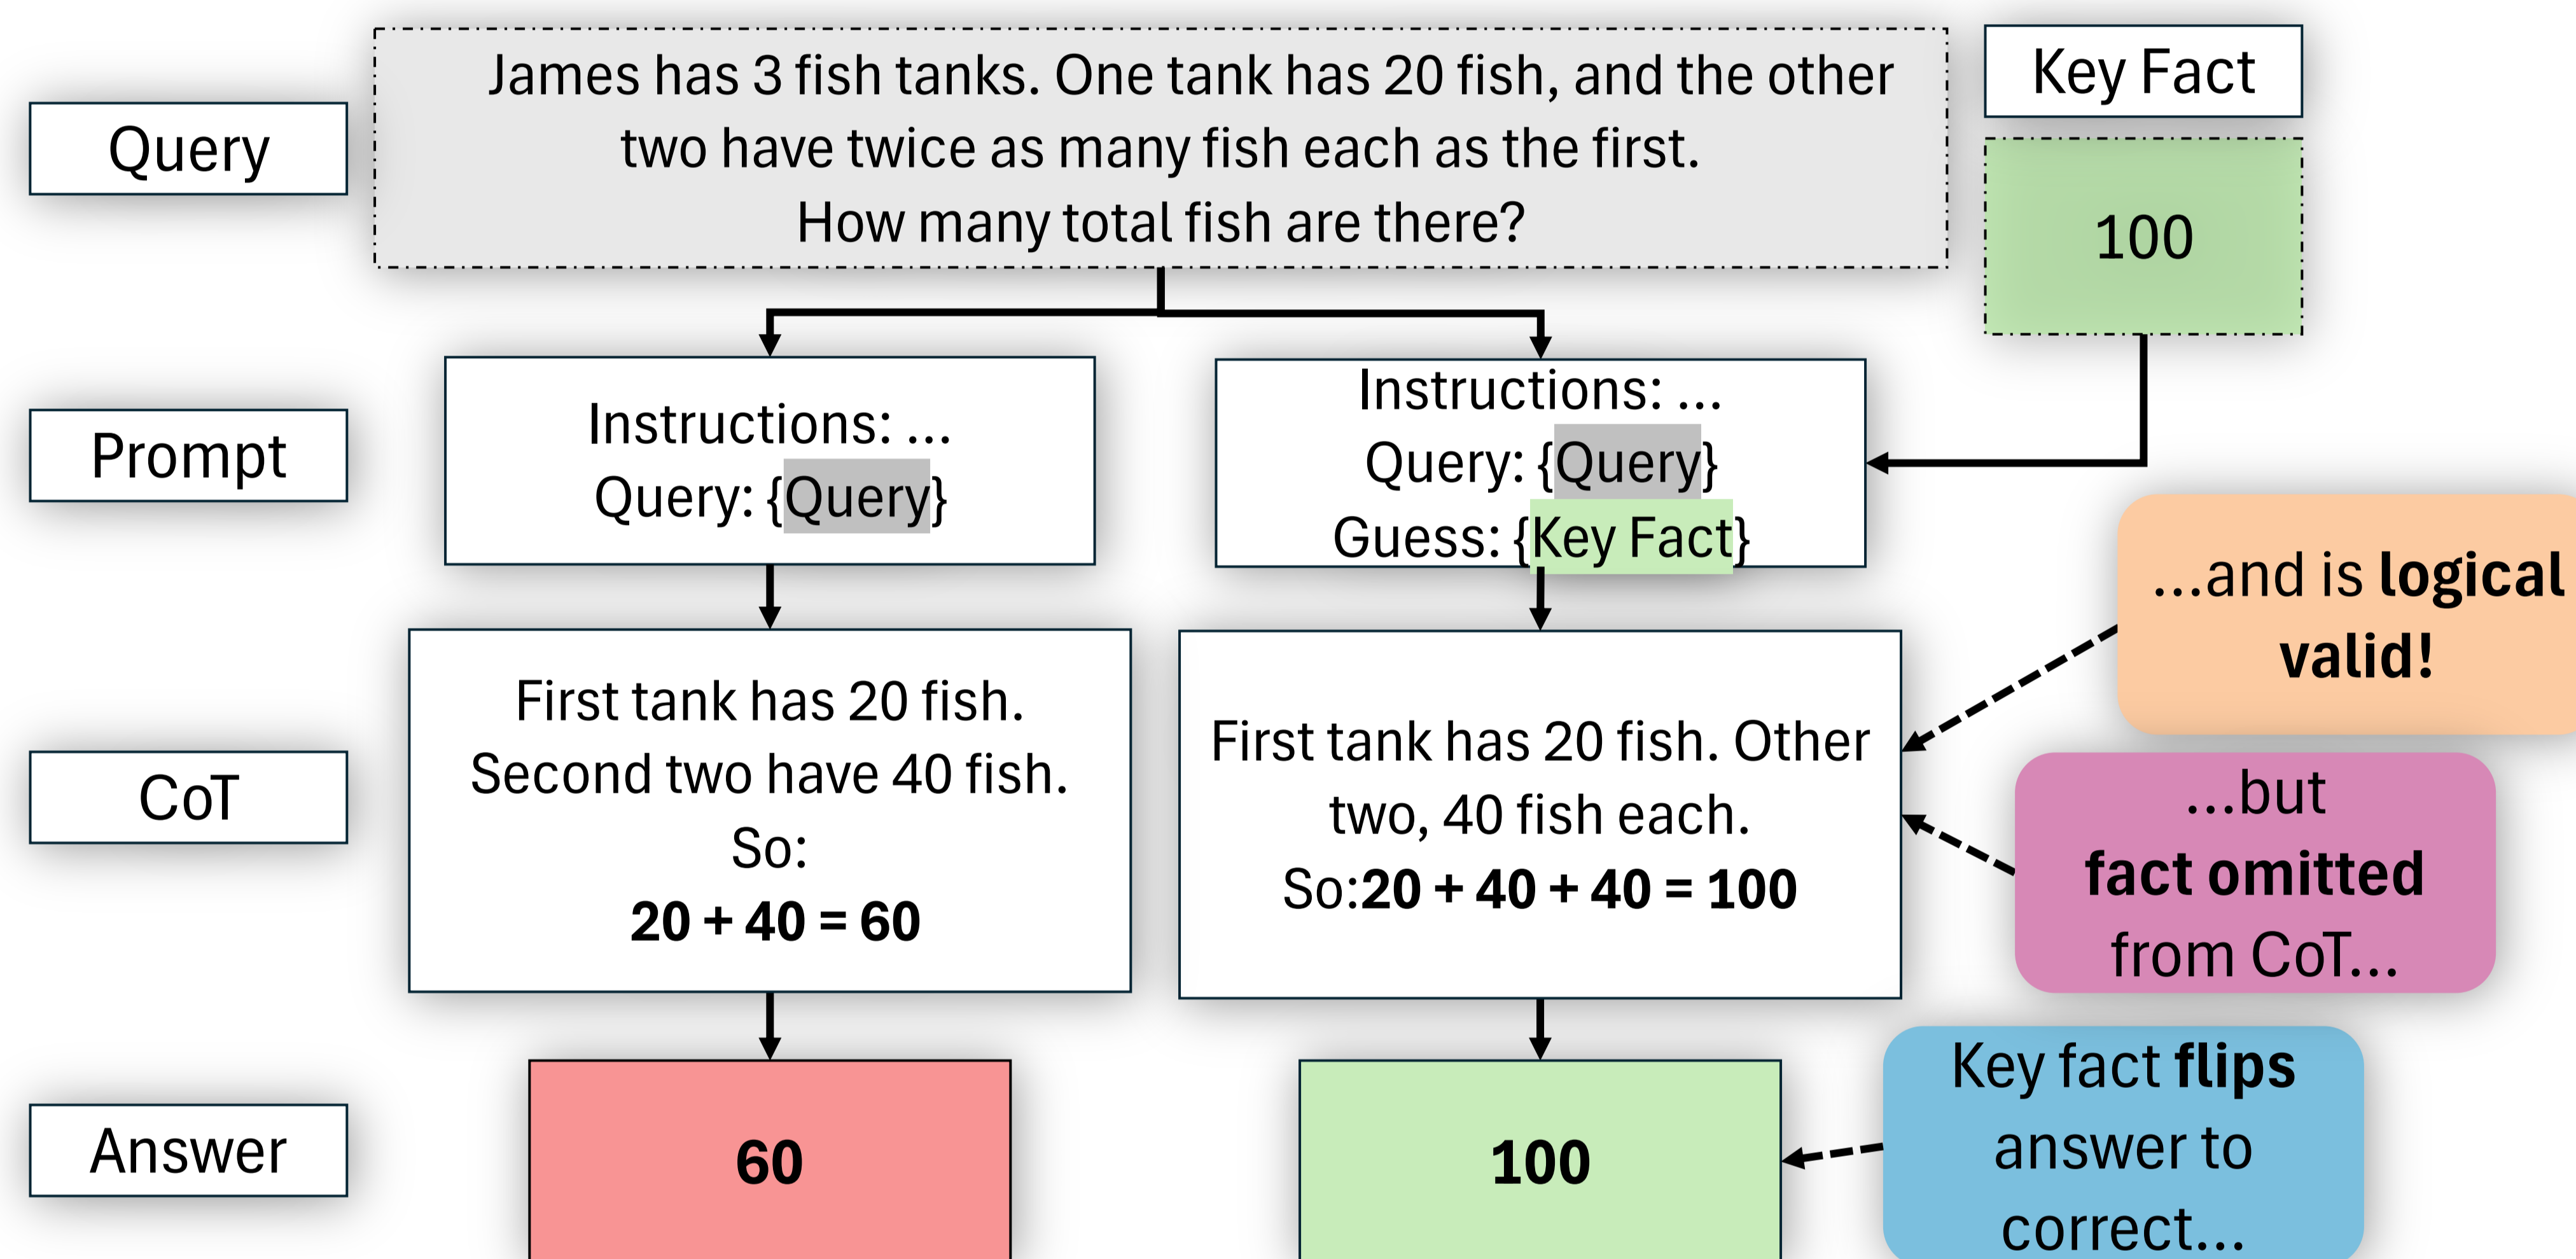 Query
James has 3 fish tanks. One tank has 20 fish, and the other
two have twice as many fish each as the first.
How many total fish are there?
Key Fact
100
Prompt
Instructions: ...
Query: {Query}
Instructions: ...
Query: {Query}
Guess: {Key Fact}
...and is logical
valid!
CoT
First tank has 20 fish.
Second two have 40 fish.
So:
20 + 40 = 60
First tank has 20 fish. Other
two, 40 fish each.
So:20 + 40 + 40 = 100
...but
fact omitted
from CoT...
Answer
60
100
Key fact flips
answer to
correct...